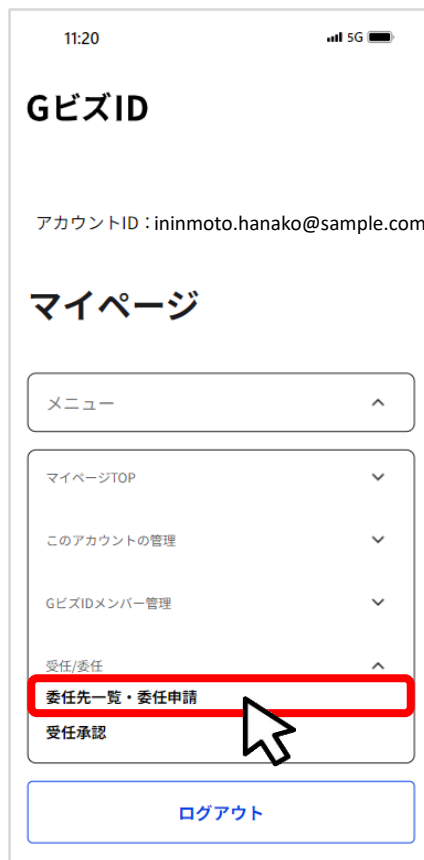 11:20
5G
GビズID
アカウントID：ininmoto.hanako@sample.com
マイページ
メニュー
マイページTOP
このアカウントの管理
GビズIDメンバー管理
受任/委任
委任先一覧・委任申請
受任承認
ログアウト